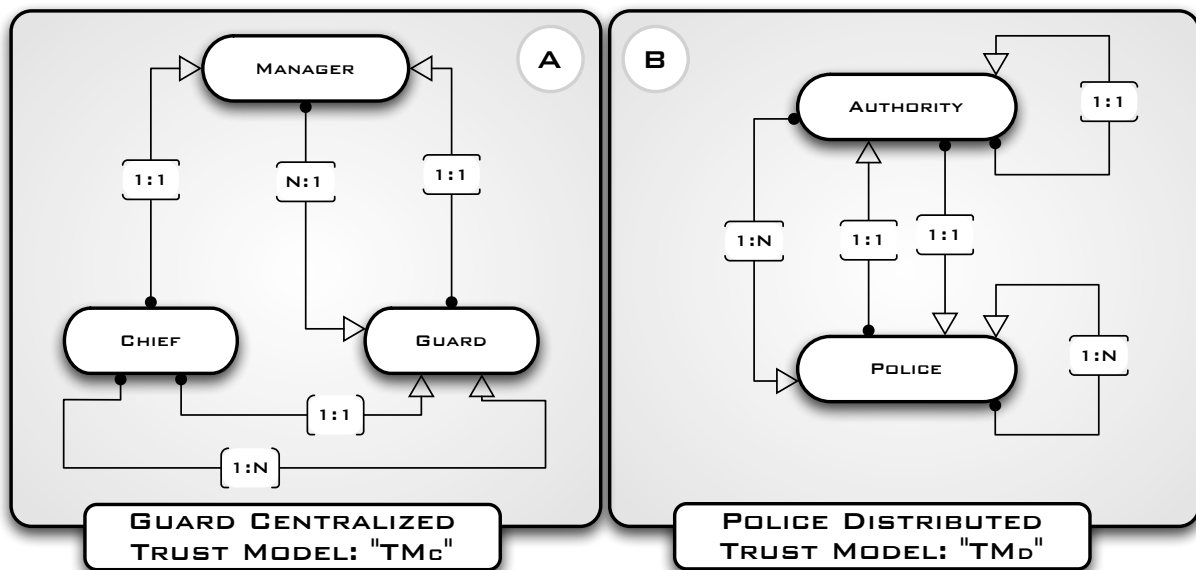 A
Manager
1:1
N:1
1:1
Chief
Guard
1:1
1:N
Guard Centralized
Trust Model: "TMc"
B
Authority
1:1
1:N
1:1
1:1
Police
1:N
Police Distributed
Trust Model: "TMd"